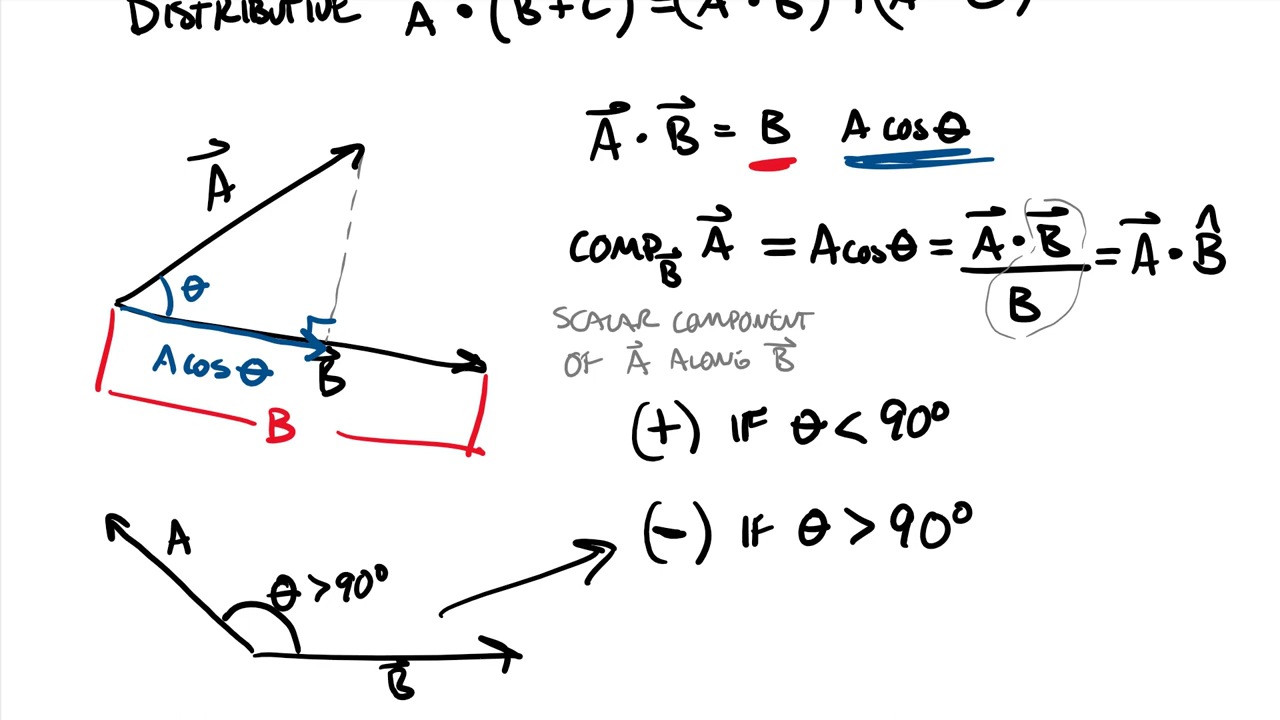 DISTRIBUTIVE A • (B + C) = (A • B) + (A • C)
A⃗ • B⃗ = B A cos θ
A⃗
COMP_B⃗ A⃗ = A cos θ = A⃗ • B⃗ / B = A⃗ • B̂
θ
SCALAR COMPONENT
OF A⃗ ALONG B⃗
A cos θ
B⃗
B
(+) IF θ < 90°
(-) IF θ > 90°
A
θ > 90°
B⃗